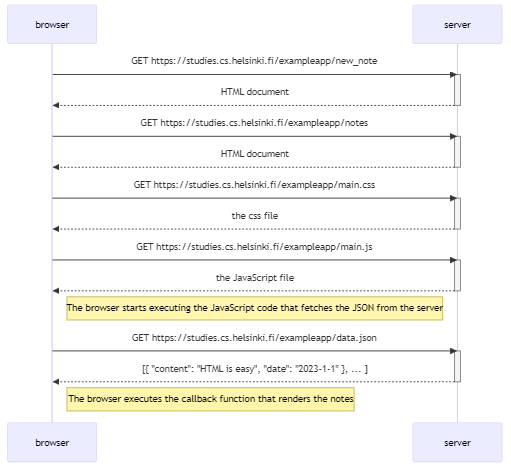 browser server
GET https://studies.cs.helsinki.fi/exampleapp/new_note
HTML document
GET https://studies.cs.helsinki.fi/exampleapp/notes
HTML document
GET https://studies.cs.helsinki.fi/exampleapp/main.css
the css file
GET https://studies.cs.helsinki.fi/exampleapp/main.js
the JavaScript file
The browser starts executing the JavaScript code that fetches the JSON from the server
GET https://studies.cs.helsinki.fi/exampleapp/data.json
[{ "content": "HTML is easy", "date": "2023-1-1" }, ... ]
The browser executes the callback function that renders the notes
browser server